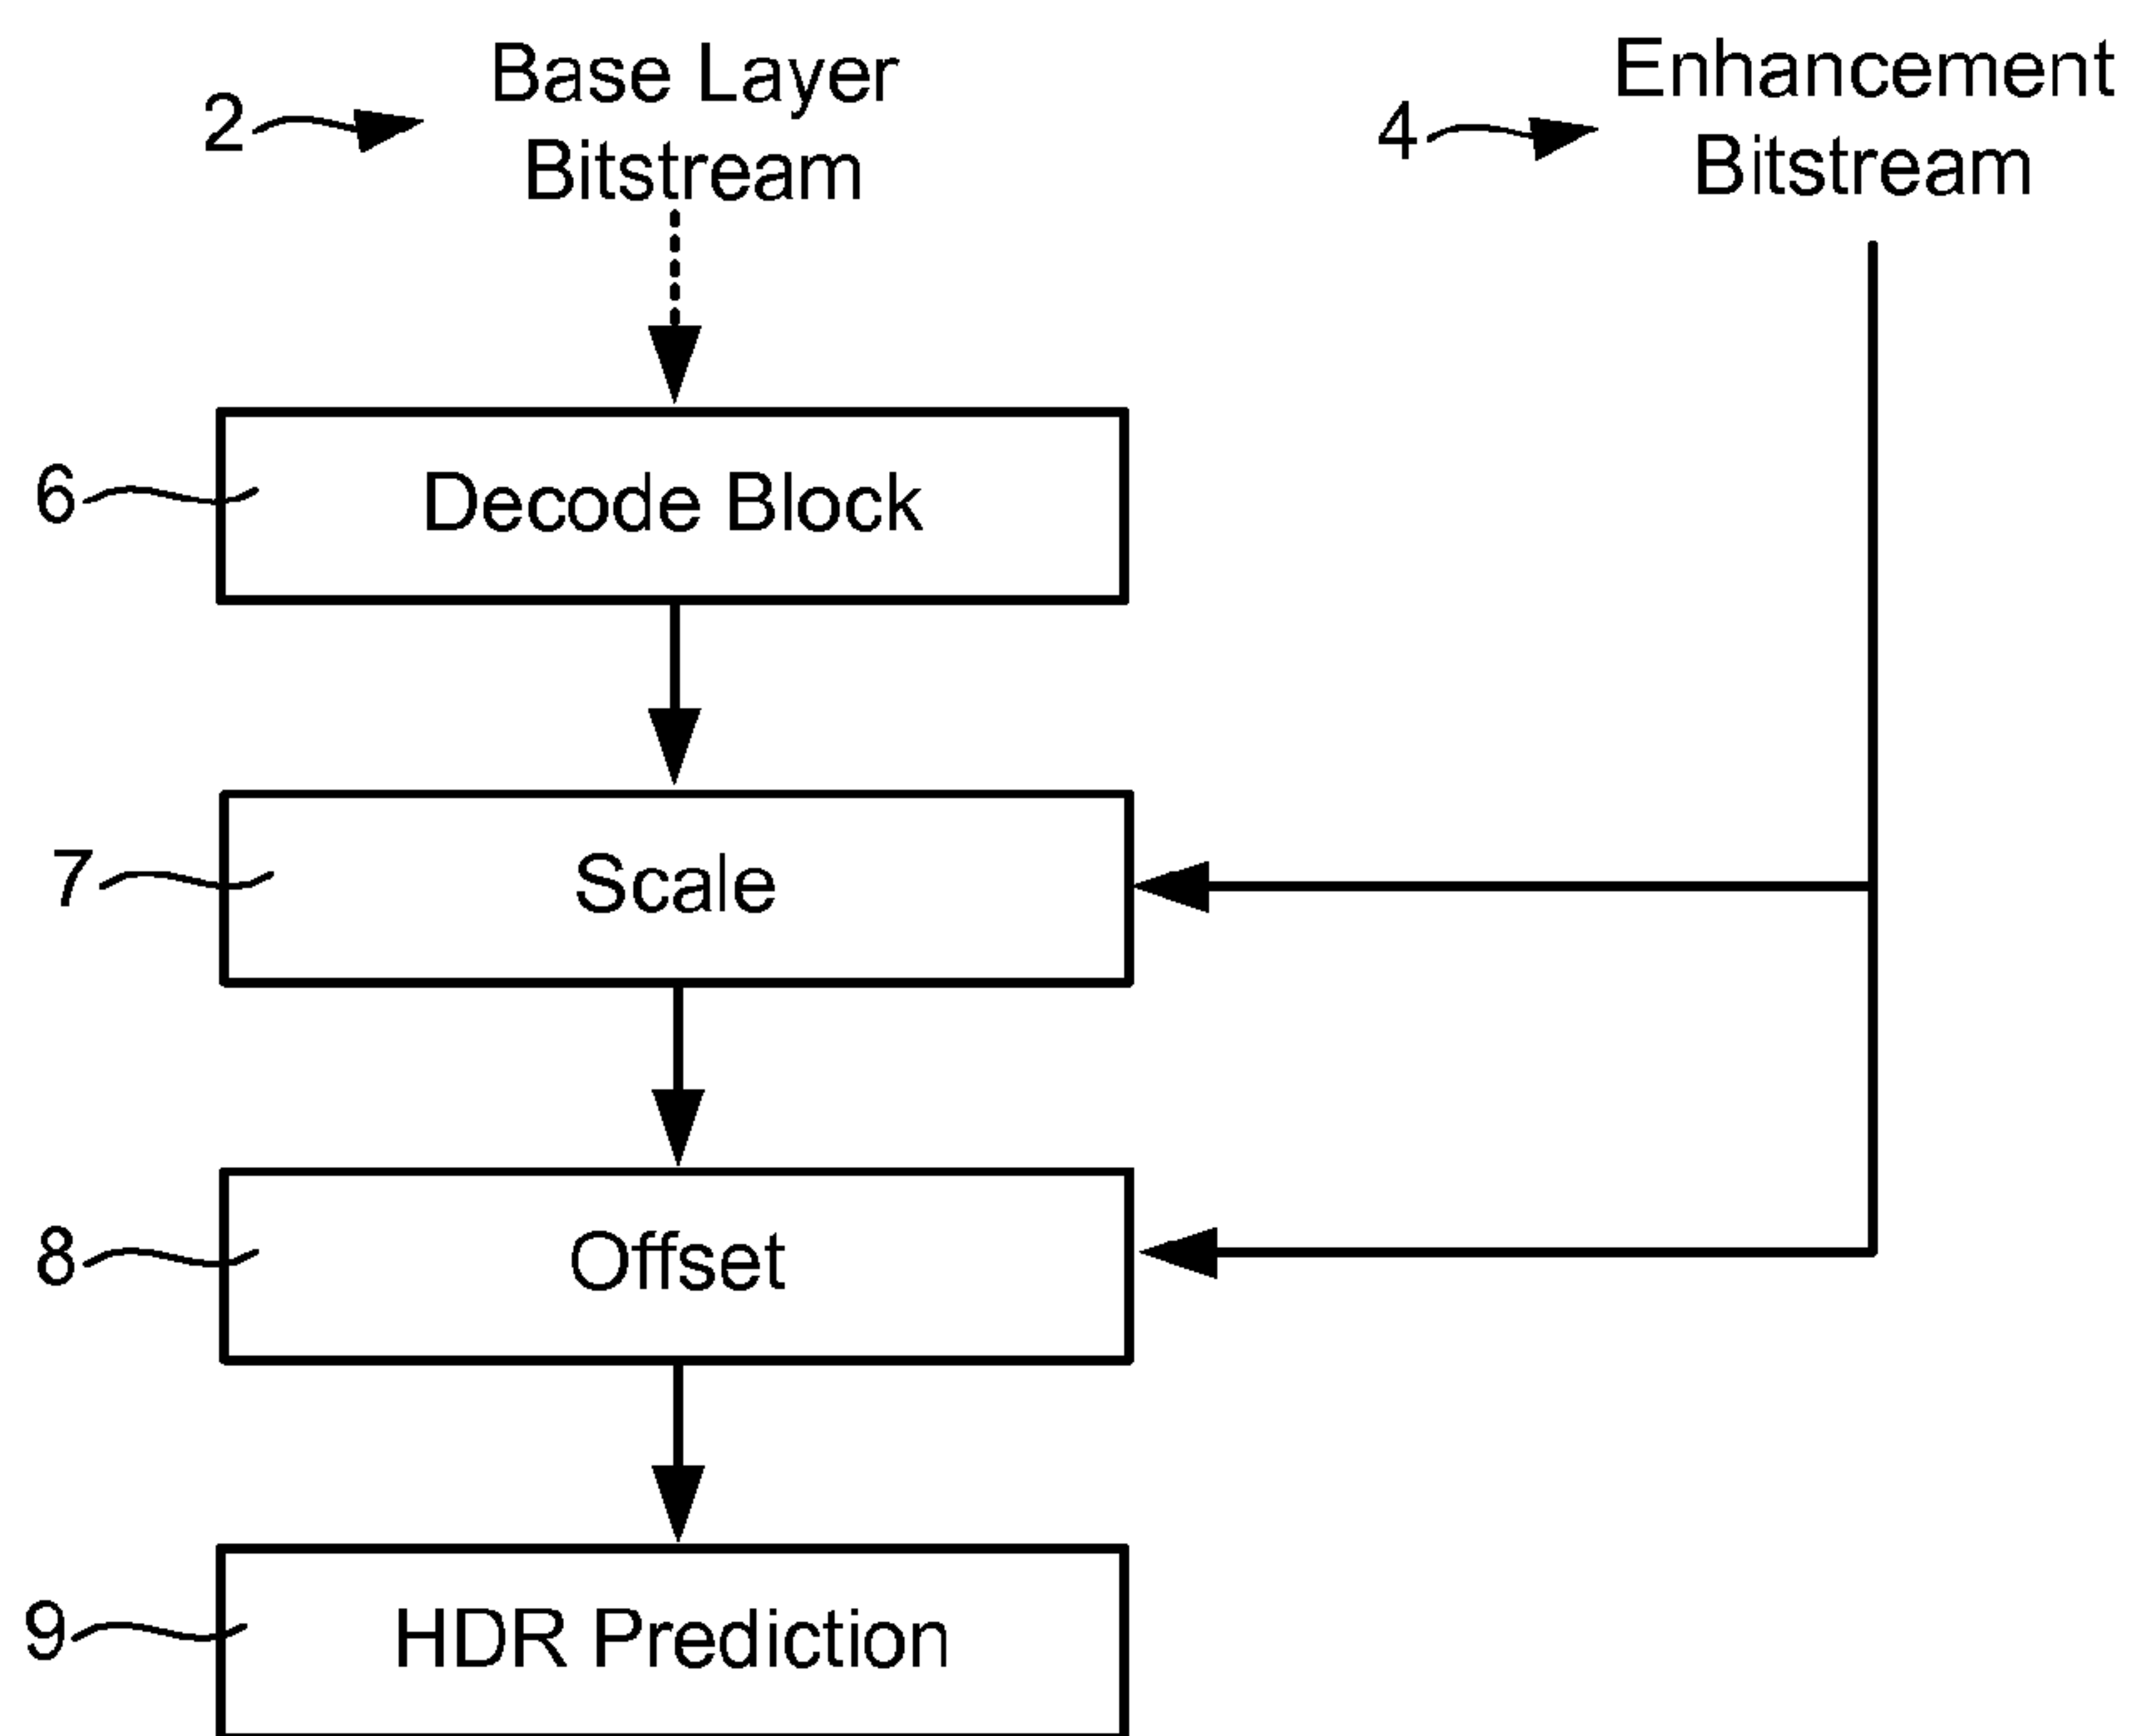 2
Base Layer
Bitstream
4
Enhancement
Bitstream
6
Decode Block
7
Scale
8
Offset
9
HDR Prediction